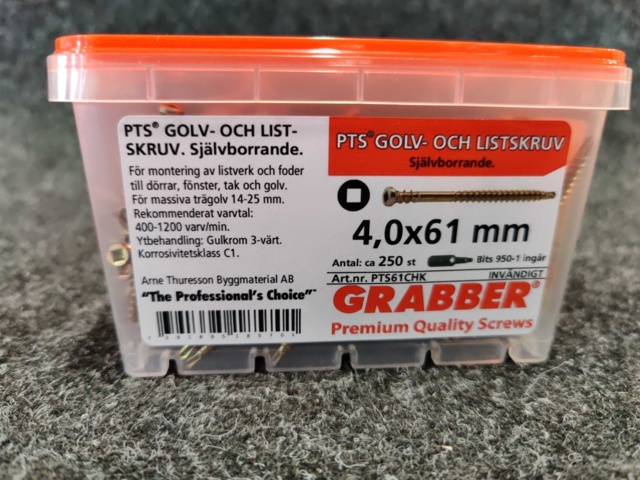 PTS® GOLV- OCH LIST-
SKRUV. Självborrande.
För montering av listverk och foder
till dörrar, fönster, tak och golv.
För massiva trägolv 14-25 mm.
Rekommenderat varvtal:
400-1200 varv/min.
Ytbehandling: Gulkrom 3-värt.
Korrosivitetsklass C1.
Arne Thuresson Byggmaterial AB
"The Professional's Choice"™
PTS® GOLV- OCH LISTSKRUV
Självborrande.
4,0x61 mm
Antal: ca 250 st
Bits 950-1 ingår
Art.nr. PTS61CHK
INVÄNDIGT
GRABBER®
Premium Quality Screws